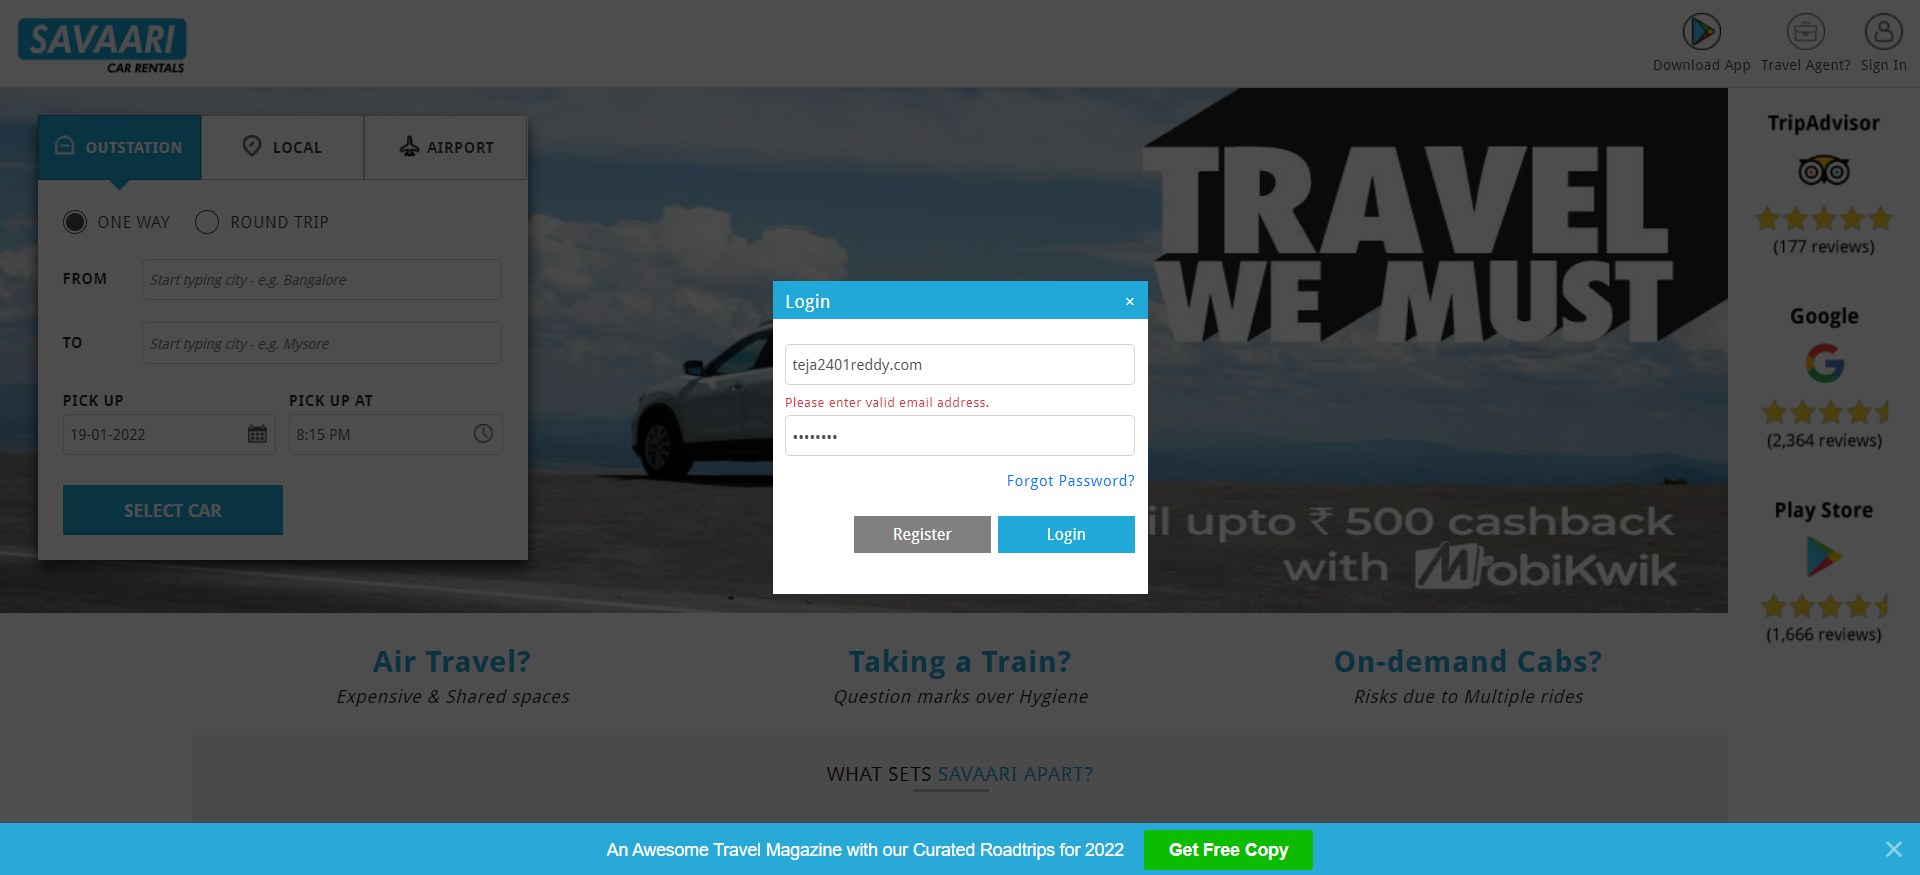 SAVAARI
CAR RENTALS
Download App
Travel Agent?
Sign In
OUTSTATION
LOCAL
AIRPORT
ONE WAY
ROUND TRIP
FROM
Start typing city - e.g. Bangalore
TO
Start typing city - e.g. Mysore
PICK UP
PICK UP AT
19-01-2022
8:15 PM
SELECT CAR
TRAVEL
WE MUST
upto ₹ 500 cashback
with MobiKwik
Login
×
teja2401reddy.com
Please enter valid email address.
••••••••
Forgot Password?
Register
Login
TripAdvisor
(177 reviews)
Google
(2,364 reviews)
Play Store
(1,666 reviews)
Air Travel?
Expensive & Shared spaces
Taking a Train?
Question marks over Hygiene
On-demand Cabs?
Risks due to Multiple rides
WHAT SETS SAVAARI APART?
An Awesome Travel Magazine with our Curated Roadtrips for 2022
Get Free Copy